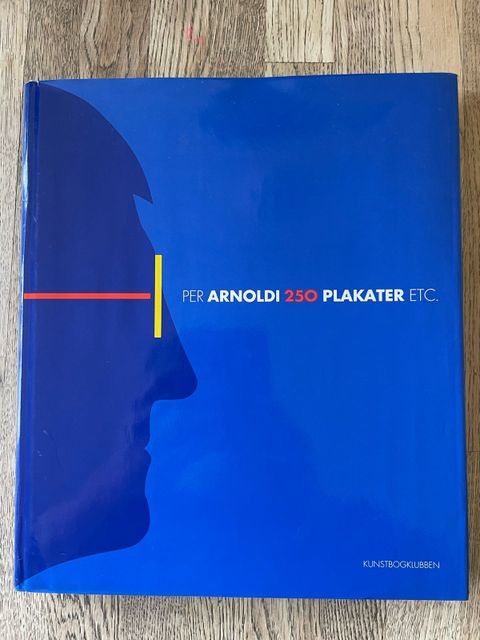 PER ARNOLDI 250 PLAKATER ETC.
KUNSTBOGKLUBBEN